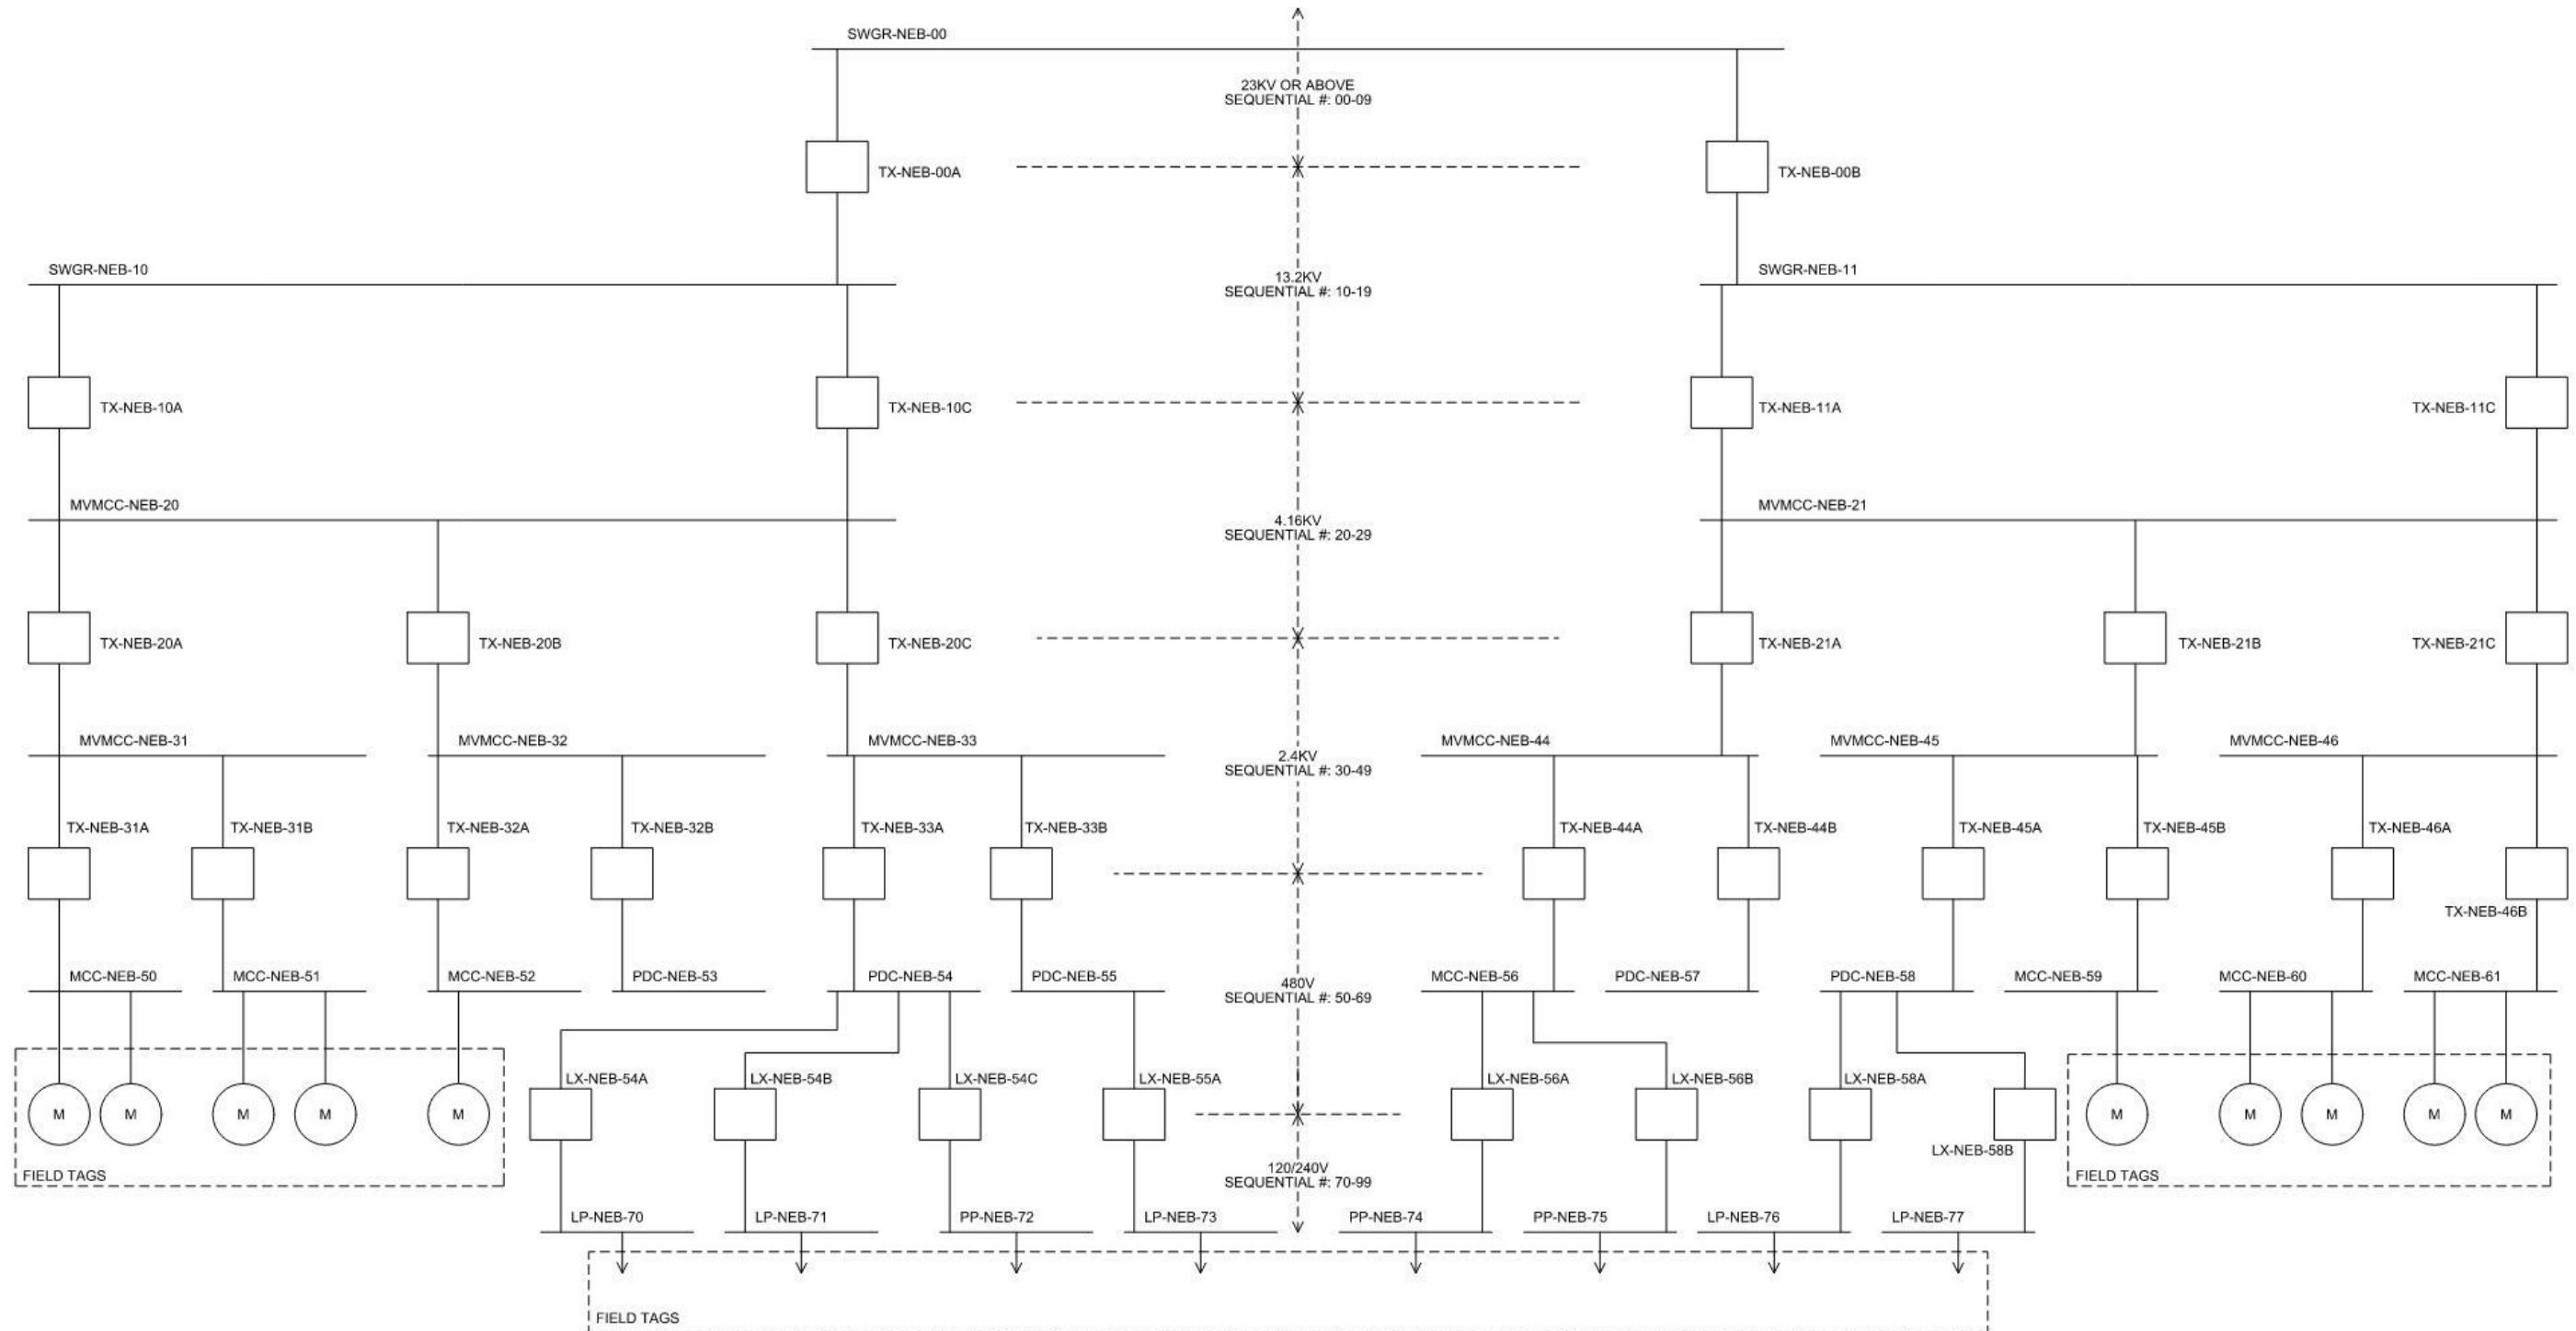 SWGR-NEB-00
23KV OR ABOVE
SEQUENTIAL #: 00-09
TX-NEB-00A
TX-NEB-00B
SWGR-NEB-10
SWGR-NEB-11
13.2KV
SEQUENTIAL #: 10-19
TX-NEB-10A
TX-NEB-10C
TX-NEB-11A
TX-NEB-11C
MVMCC-NEB-20
MVMCC-NEB-21
4.16KV
SEQUENTIAL #: 20-29
TX-NEB-20A
TX-NEB-20B
TX-NEB-20C
TX-NEB-21A
TX-NEB-21B
TX-NEB-21C
MVMCC-NEB-31
MVMCC-NEB-32
MVMCC-NEB-33
MVMCC-NEB-44
MVMCC-NEB-45
MVMCC-NEB-46
2.4KV
SEQUENTIAL #: 30-49
TX-NEB-31A
TX-NEB-31B
TX-NEB-32A
TX-NEB-32B
TX-NEB-33A
TX-NEB-33B
TX-NEB-44A
TX-NEB-44B
TX-NEB-45A
TX-NEB-45B
TX-NEB-46A
TX-NEB-46B
MCC-NEB-50
MCC-NEB-51
MCC-NEB-52
PDC-NEB-53
PDC-NEB-54
PDC-NEB-55
MCC-NEB-56
PDC-NEB-57
PDC-NEB-58
MCC-NEB-59
MCC-NEB-60
MCC-NEB-61
480V
SEQUENTIAL #: 50-69
LX-NEB-54A
LX-NEB-54B
LX-NEB-54C
LX-NEB-55A
LX-NEB-56A
LX-NEB-56B
LX-NEB-58A
LX-NEB-58B
M
M
M
M
M
M
M
M
M
M
FIELD TAGS
120/240V
SEQUENTIAL #: 70-99
FIELD TAGS
LP-NEB-70
LP-NEB-71
PP-NEB-72
LP-NEB-73
PP-NEB-74
PP-NEB-75
LP-NEB-76
LP-NEB-77
FIELD TAGS